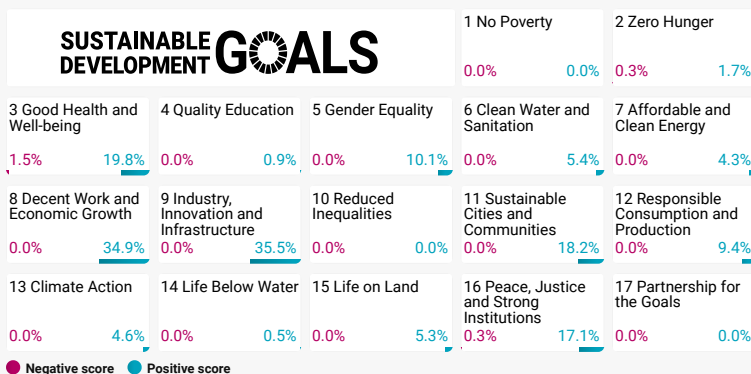 SUSTAINABLE
DEVELOPMENT
GOALS
1 No Poverty
0.0% 0.0%
2 Zero Hunger
0.3% 1.7%
3 Good Health and
Well-being
1.5% 19.8%
4 Quality Education
0.0% 0.9%
5 Gender Equality
0.0% 10.1%
6 Clean Water and
Sanitation
0.0% 5.4%
7 Affordable and
Clean Energy
0.0% 4.3%
8 Decent Work and
Economic Growth
0.0% 34.9%
9 Industry,
Innovation and
Infrastructure
0.0% 35.5%
10 Reduced
Inequalities
0.0% 0.0%
11 Sustainable
Cities and
Communities
0.0% 18.2%
12 Responsible
Consumption and
Production
0.0% 9.4%
13 Climate Action
0.0% 4.6%
14 Life Below Water
0.0% 0.5%
15 Life on Land
0.0% 5.3%
16 Peace, Justice
and Strong
Institutions
0.3% 17.1%
17 Partnership for
the Goals
0.0% 0.0%
Negative score Positive score